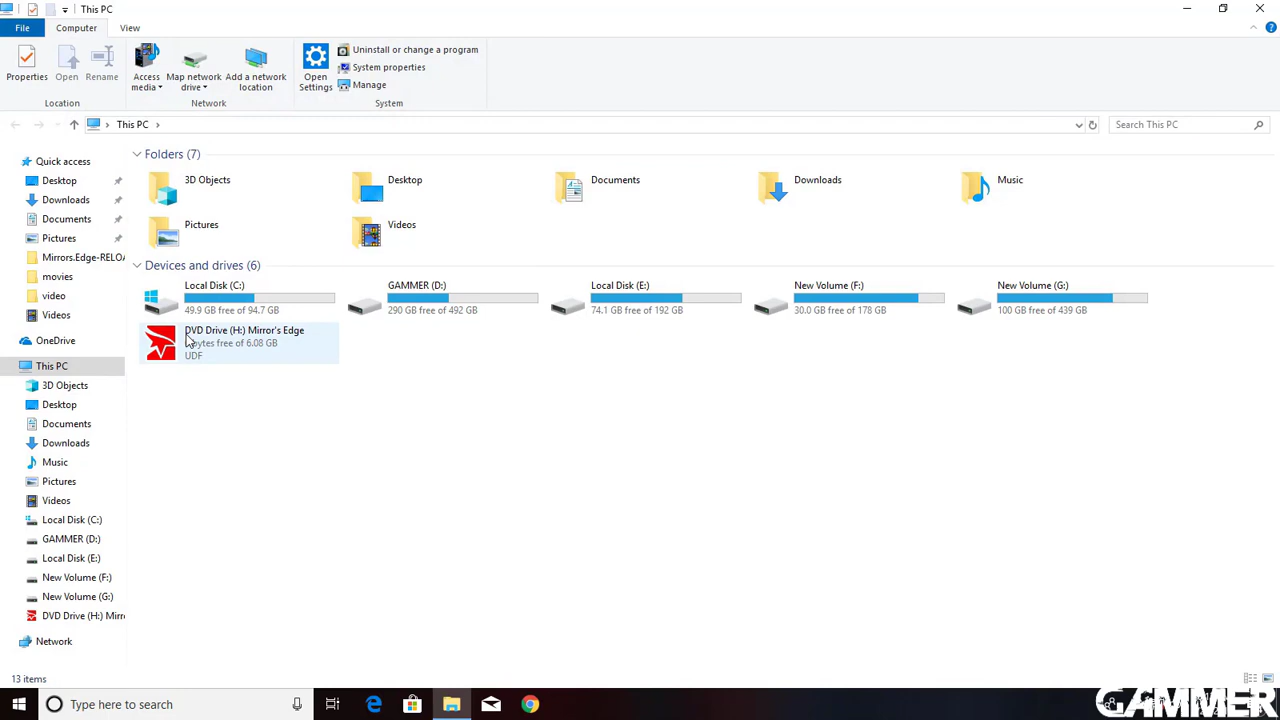 This PC
File
Computer
View
Properties
Open
Rename
Access media
Map network drive
Add a network location
Open Settings
Uninstall or change a program
System properties
Manage
Location
Network
System
This PC
Search This PC
Quick access
Desktop
Downloads
Documents
Pictures
Mirrors.Edge-RELOA
movies
video
Videos
OneDrive
This PC
3D Objects
Desktop
Documents
Downloads
Music
Pictures
Videos
Local Disk (C:)
GAMMER (D:)
Local Disk (E:)
New Volume (F:)
New Volume (G:)
DVD Drive (H:) Mirr
Network
Folders (7)
3D Objects
Desktop
Documents
Downloads
Music
Pictures
Videos
Devices and drives (6)
Local Disk (C:)
49.9 GB free of 94.7 GB
GAMMER (D:)
290 GB free of 492 GB
Local Disk (E:)
74.1 GB free of 192 GB
New Volume (F:)
30.0 GB free of 178 GB
New Volume (G:)
100 GB free of 439 GB
DVD Drive (H:) Mirror's Edge
bytes free of 6.08 GB
UDF
13 items
Type here to search
GAMMER